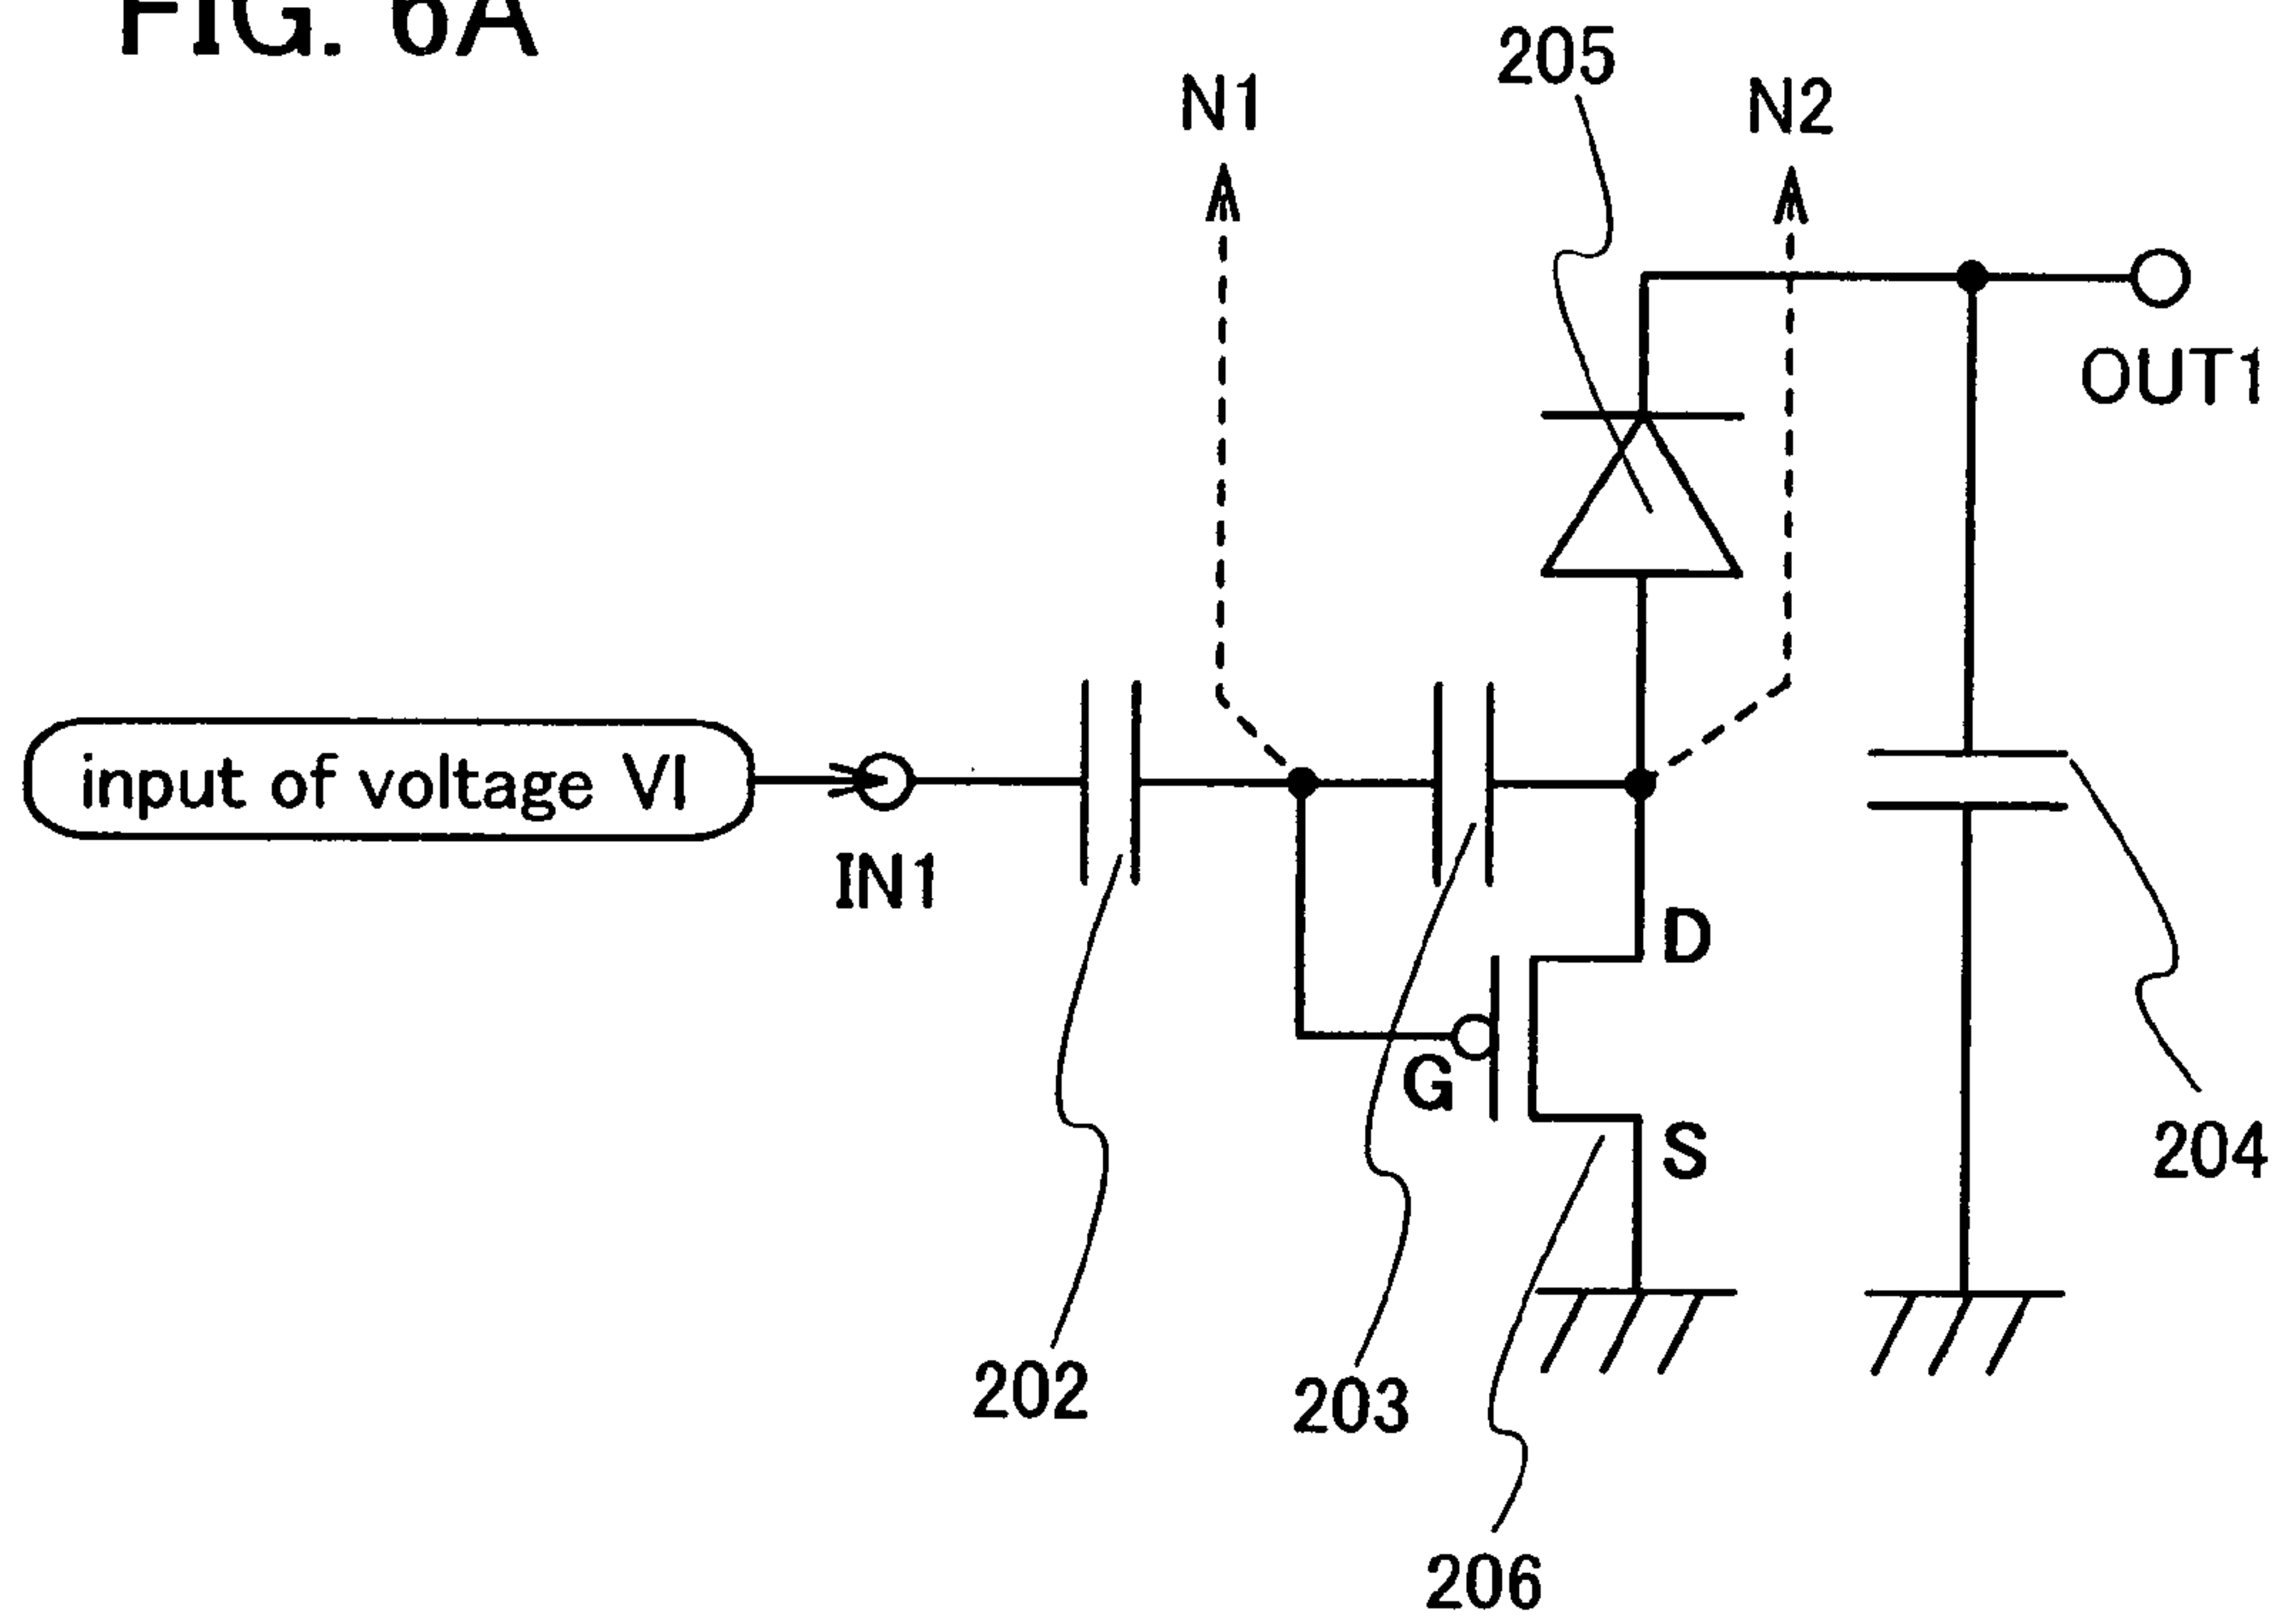 FIG. 6A
205
N1
N2
OUT1
input of voltage VI
IN1
D
G
S
204
202
203
206